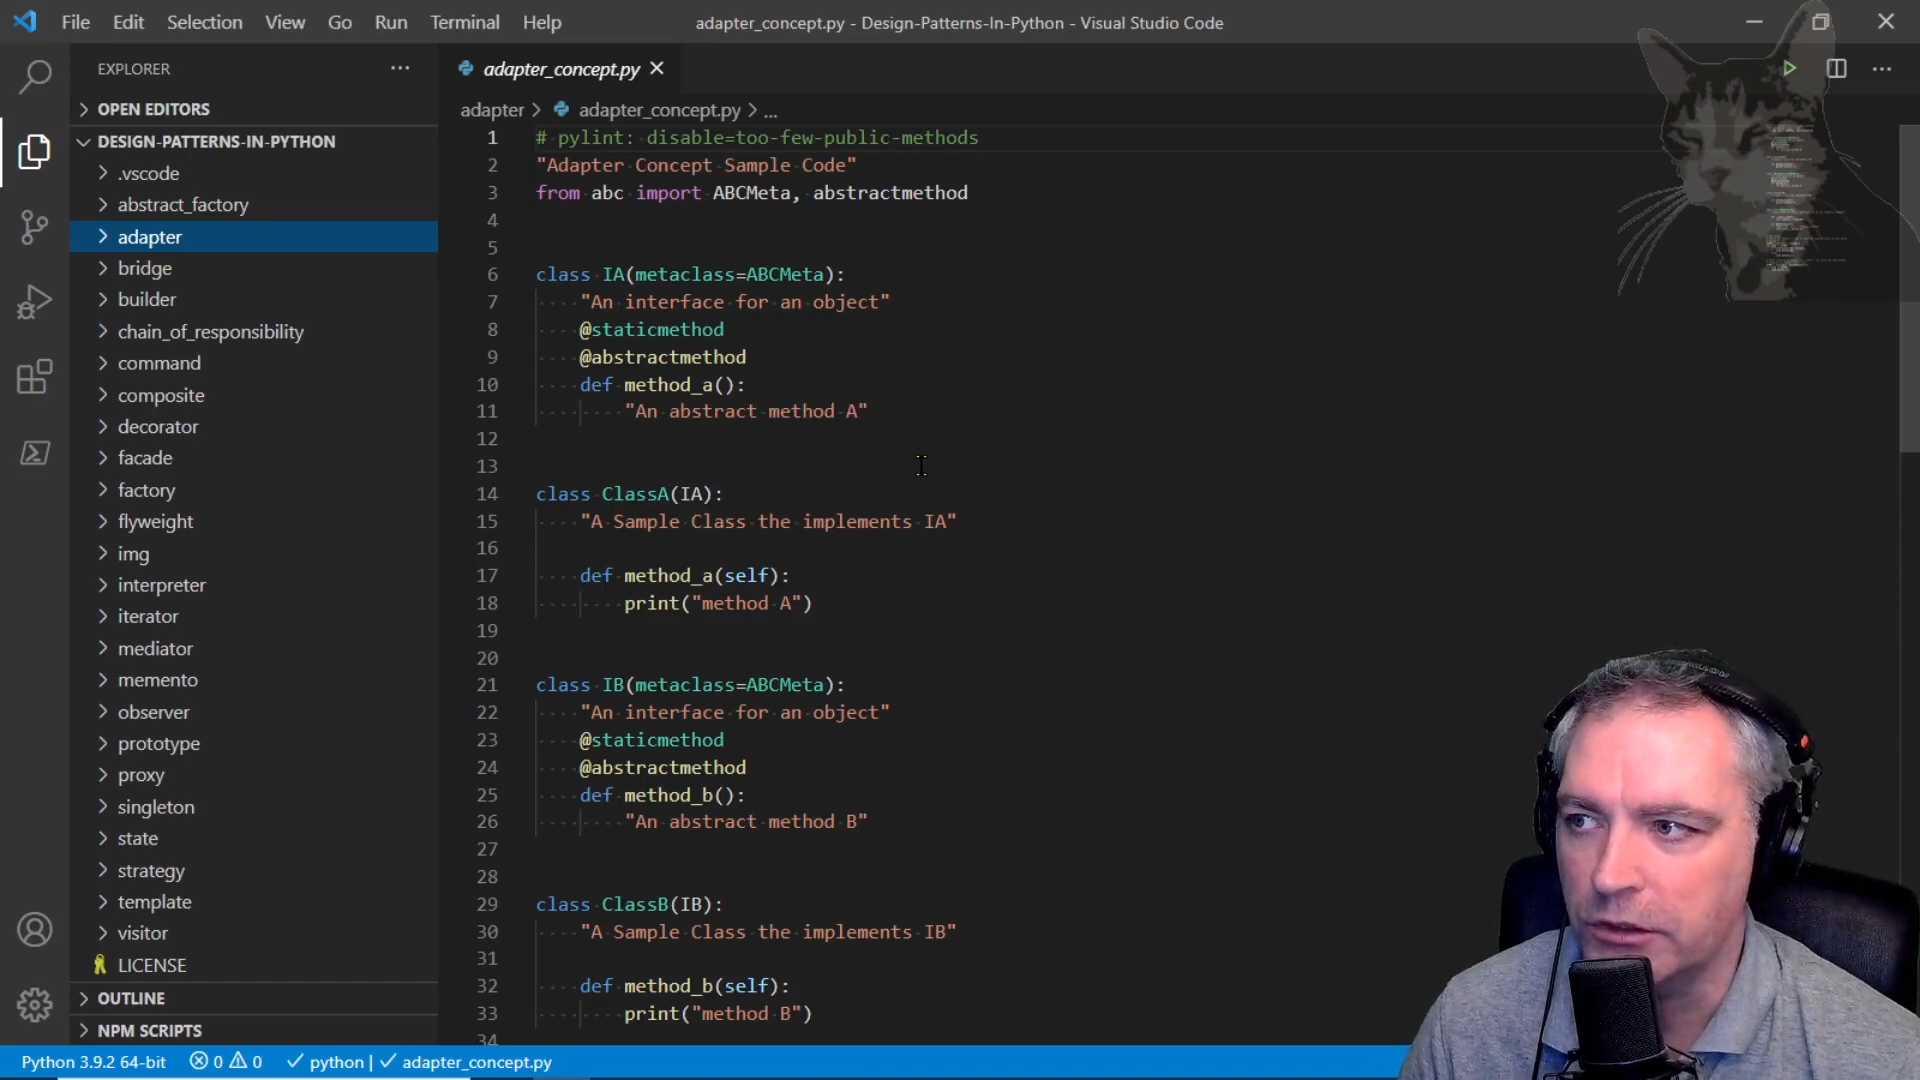 File Edit Selection View Go Run Terminal Help
adapter_concept.py - Design-Patterns-In-Python - Visual Studio Code
EXPLORER
OPEN EDITORS
DESIGN-PATTERNS-IN-PYTHON
.vscode
abstract_factory
adapter
bridge
builder
chain_of_responsibility
command
composite
decorator
facade
factory
flyweight
img
interpreter
iterator
mediator
memento
observer
prototype
proxy
singleton
state
strategy
template
visitor
LICENSE
OUTLINE
NPM SCRIPTS
adapter_concept.py
adapter > adapter_concept.py > ...
1 # pylint: disable=too-few-public-methods
2 "Adapter Concept Sample Code"
3 from abc import ABCMeta, abstractmethod
4
5
6 class IA(metaclass=ABCMeta):
7 "An interface for an object"
8 @staticmethod
9 @abstractmethod
10 def method_a():
11 "An abstract method A"
12
13
14 class ClassA(IA):
15 "A Sample Class the implements IA"
16
17 def method_a(self):
18 print("method A")
19
20
21 class IB(metaclass=ABCMeta):
22 "An interface for an object"
23 @staticmethod
24 @abstractmethod
25 def method_b():
26 "An abstract method B"
27
28
29 class ClassB(IB):
30 "A Sample Class the implements IB"
31
32 def method_b(self):
33 print("method B")
34
Python 3.9.2 64-bit 0 0 python | adapter_concept.py